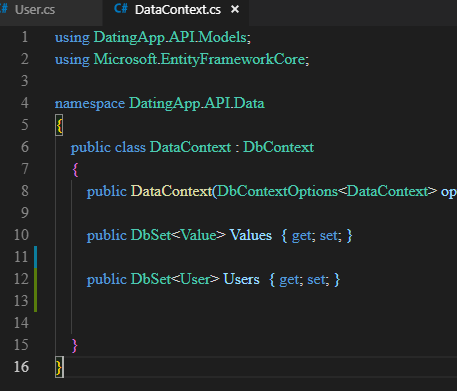 C# User.cs
C# DataContext.cs ×
1 using DatingApp.API.Models;
2 using Microsoft.EntityFrameworkCore;
3
4 namespace DatingApp.API.Data
5 {
6 public class DataContext : DbContext
7 {
8 public DataContext(DbContextOptions<DataContext> op
9
10 public DbSet<Value> Values { get; set; }
11
12 public DbSet<User> Users { get; set; }
13
14
15 }
16 }